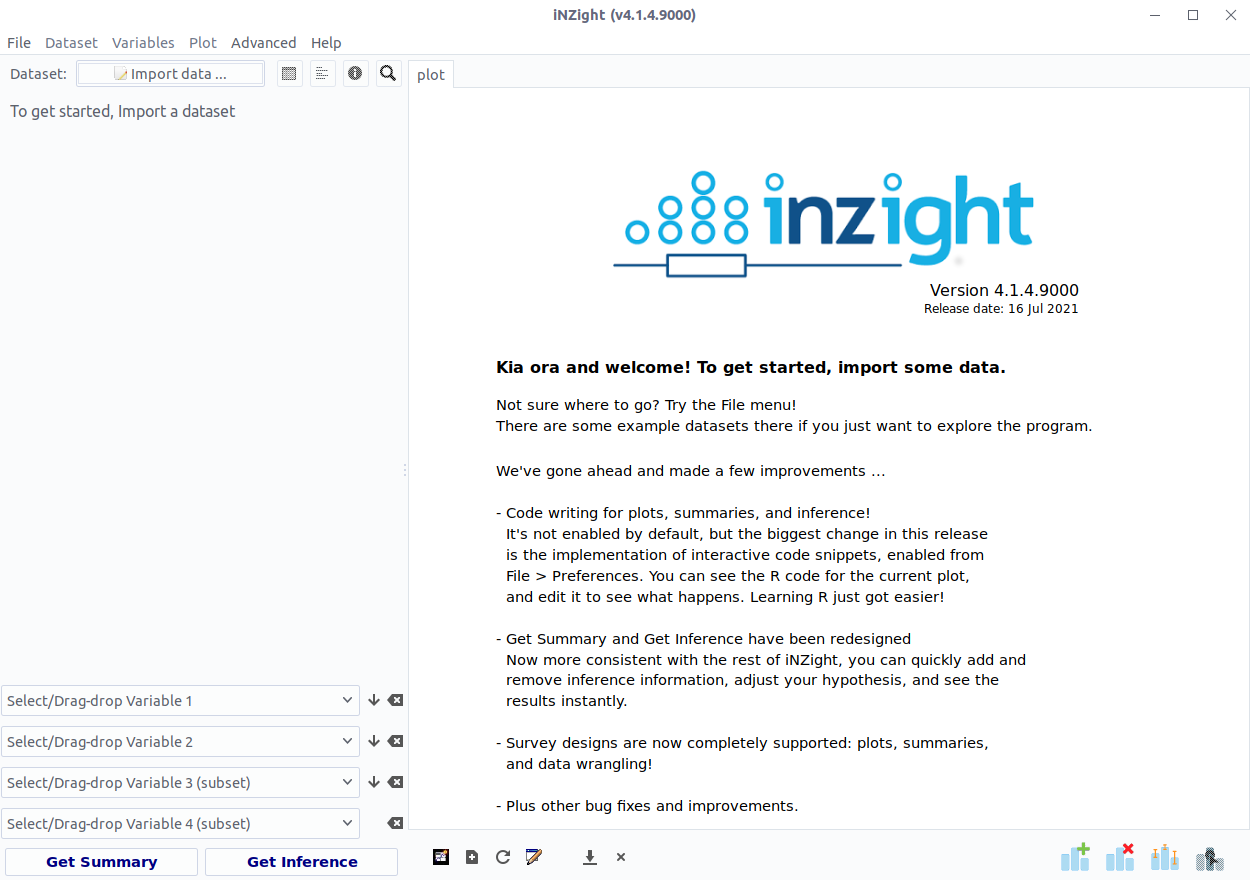 iNZight (v4.1.4.9000)
File Dataset Variables Plot Advanced Help
Dataset: Import data ...
plot
To get started, Import a dataset
inzight
Version 4.1.4.9000
Release date: 16 Jul 2021
Kia ora and welcome! To get started, import some data.
Not sure where to go? Try the File menu!
There are some example datasets there if you just want to explore the program.
We've gone ahead and made a few improvements ...
- Code writing for plots, summaries, and inference!
It's not enabled by default, but the biggest change in this release
is the implementation of interactive code snippets, enabled from
File > Preferences. You can see the R code for the current plot,
and edit it to see what happens. Learning R just got easier!
- Get Summary and Get Inference have been redesigned
Now more consistent with the rest of iNZight, you can quickly add and
remove inference information, adjust your hypothesis, and see the
results instantly.
- Survey designs are now completely supported: plots, summaries,
and data wrangling!
- Plus other bug fixes and improvements.
Select/Drag-drop Variable 1
Select/Drag-drop Variable 2
Select/Drag-drop Variable 3 (subset)
Select/Drag-drop Variable 4 (subset)
Get Summary Get Inference